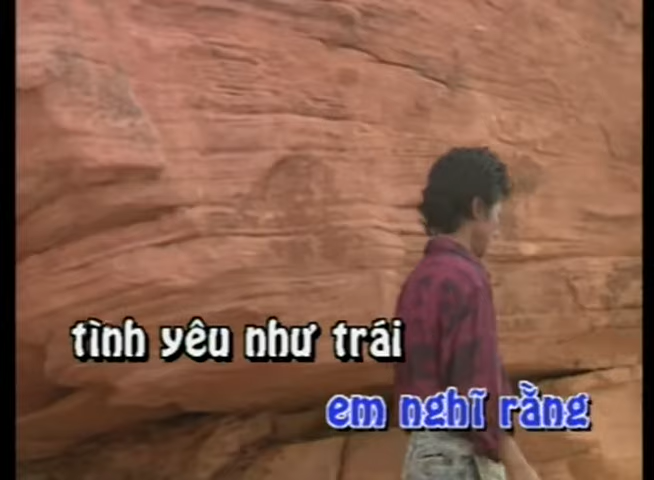 tình yêu như trái
em nghĩ rằng